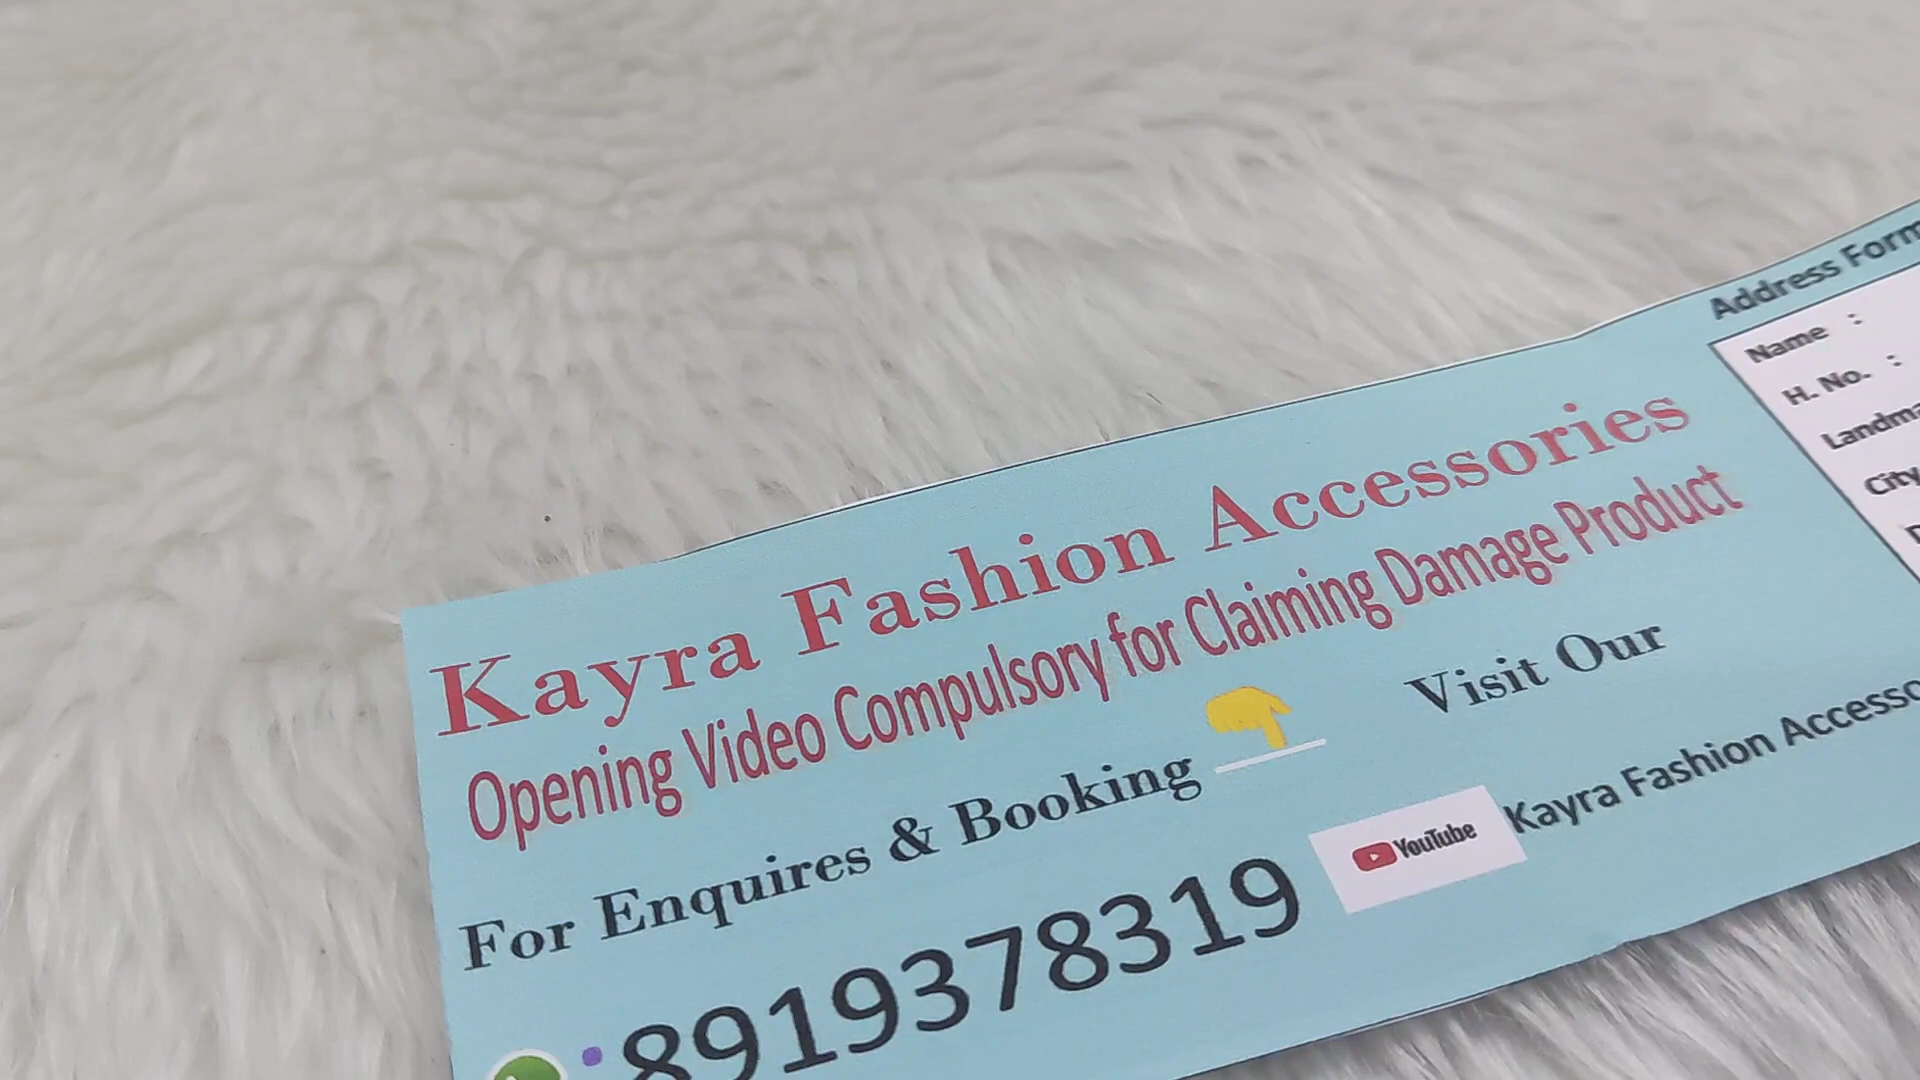 Kayra Fashion Accessories
Opening Video Compulsory for Claiming Damage Product
For Enquires & Booking
8919378319
Visit Our
YouTube Kayra Fashion
Address Form
Name :
H. No. :
City